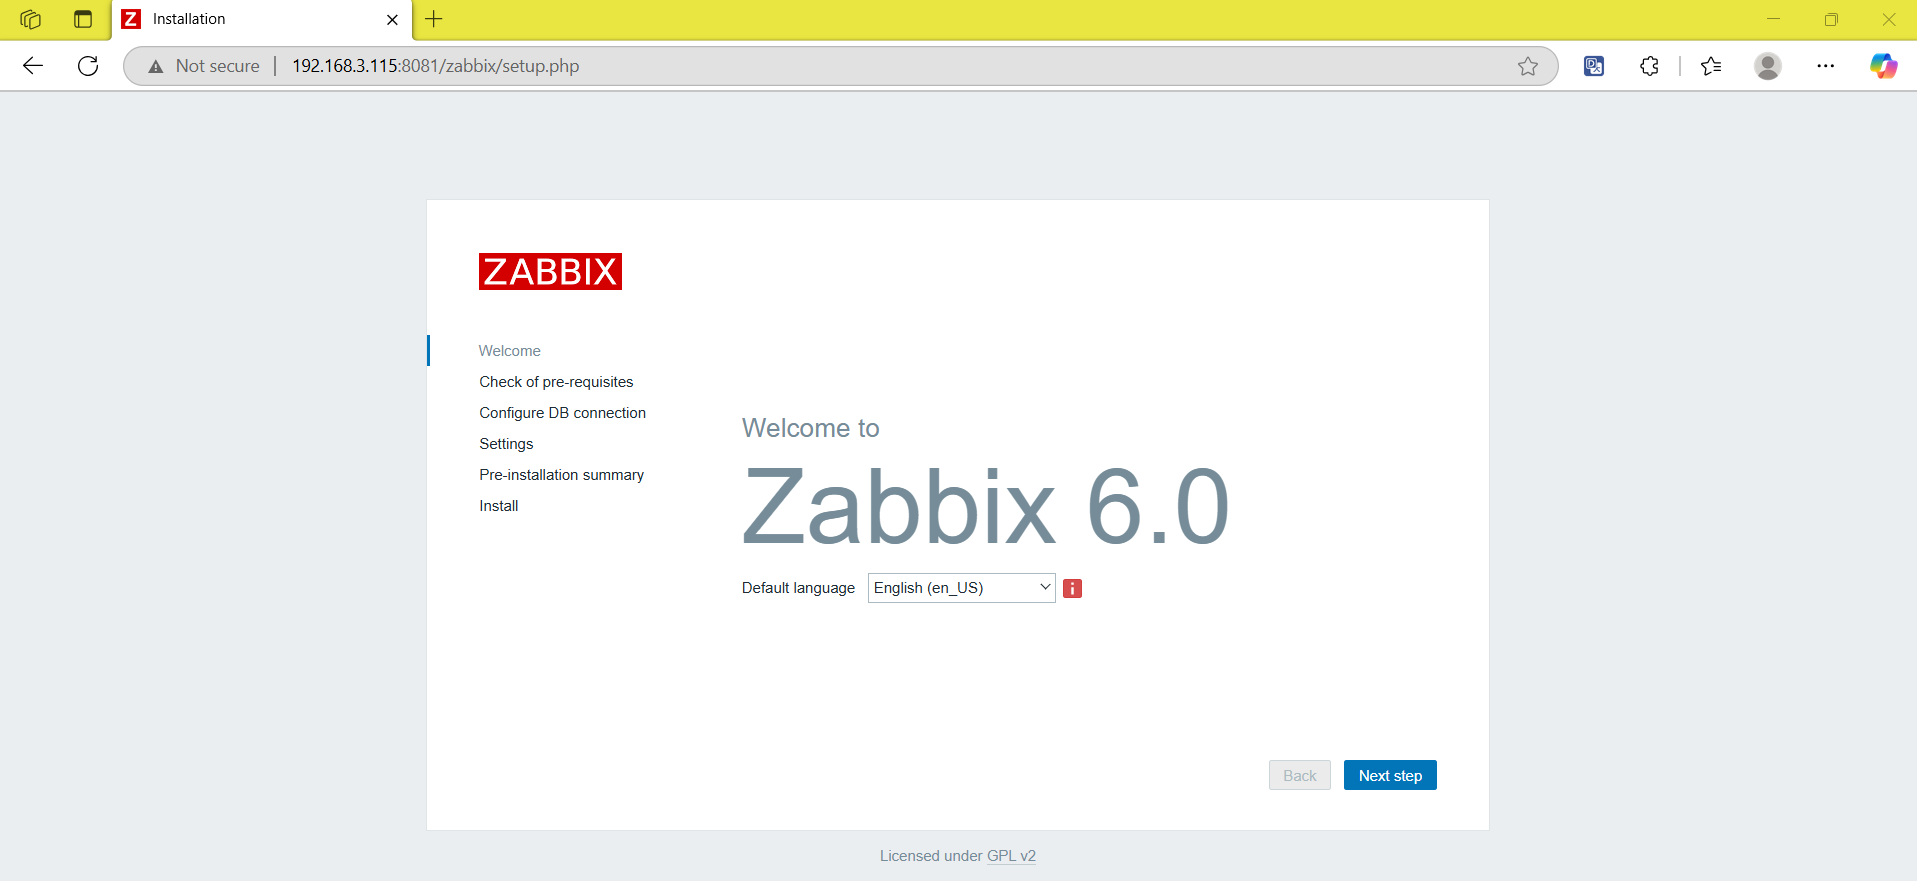 Installation
Not secure
192.168.3.115:8081/zabbix/setup.php
ZABBIX
Welcome
Check of pre-requisites
Configure DB connection
Settings
Pre-installation summary
Install
Welcome to
Zabbix 6.0
Default language English (en_US)
Back Next step
Licensed under GPL v2